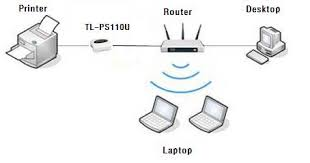 Printer
TL-PS110U
Router
Desktop
Laptop